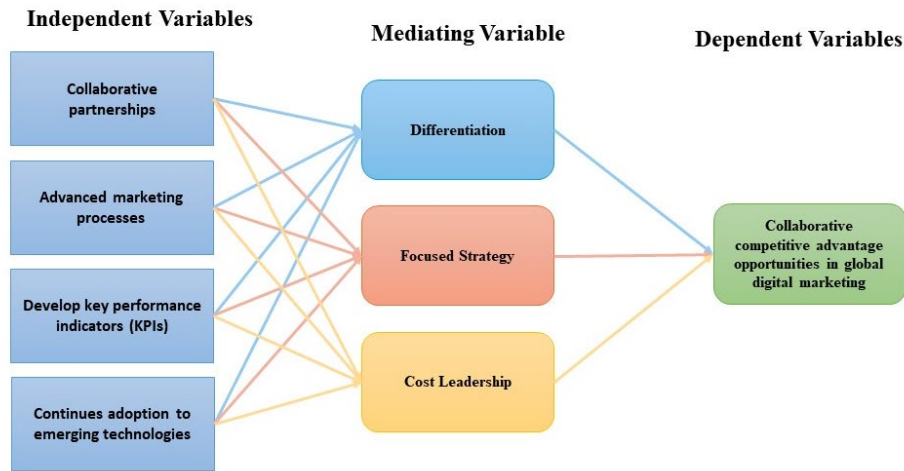 Independent Variables
Collaborative
partnerships
Advanced marketing
processes
Develop key performance
indicators (KPIs)
Continues adoption to
emerging technologies
Mediating Variable
Differentiation
Focused Strategy
Cost Leadership
Dependent Variables
Collaborative
competitive advantage
opportunities in global
digital marketing